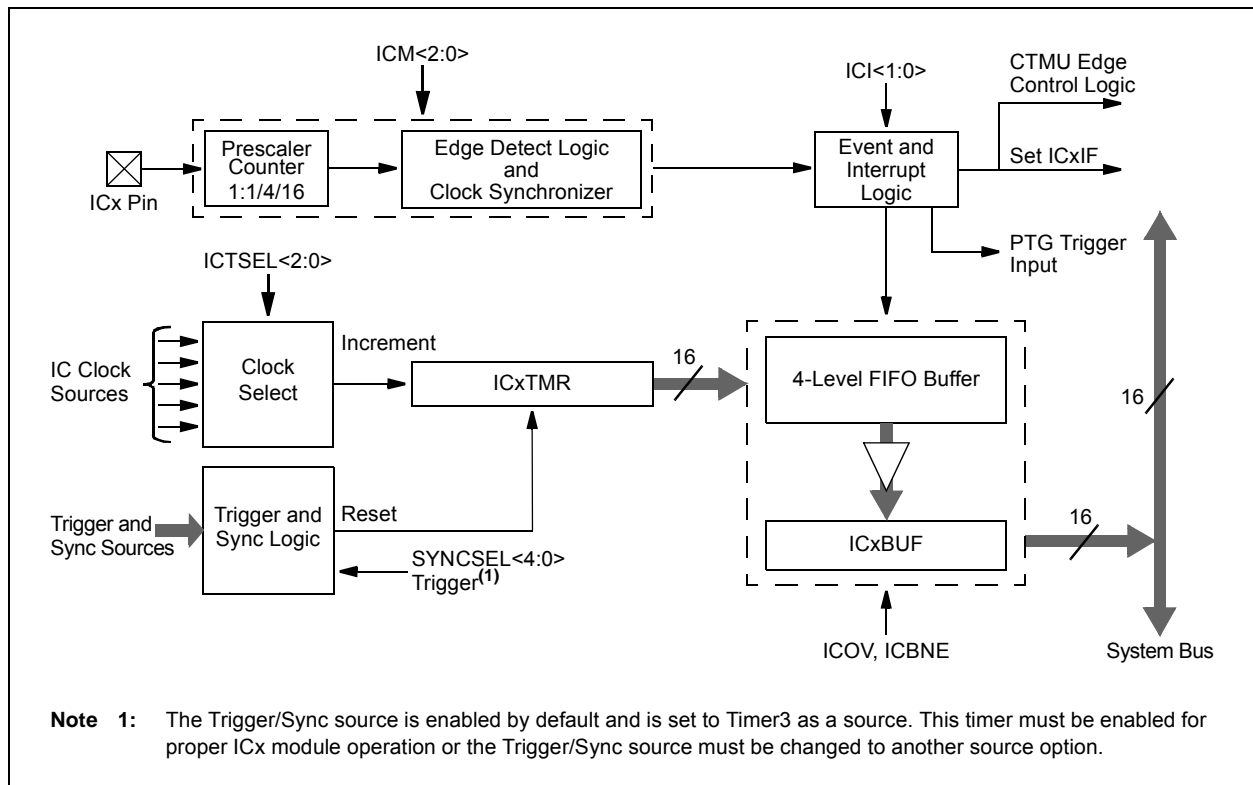 ICM<2:0>
ICI<1:0>
CTMU Edge
Control Logic
Prescaler
Counter
1:1/4/16
Edge Detect Logic
and
Clock Synchronizer
Event and
Interrupt
Logic
Set ICxIF
ICx Pin
PTG Trigger
Input
ICTSEL<2:0>
IC Clock
Sources
Clock
Select
Increment
ICxTMR
16
4-Level FIFO Buffer
16
Trigger and
Sync Sources
Trigger and
Sync Logic
Reset
SYNCSEL<4:0>
Trigger(1)
ICxBUF
16
ICOV, ICBNE
System Bus
Note 1: The Trigger/Sync source is enabled by default and is set to Timer3 as a source. This timer must be enabled for
proper ICx module operation or the Trigger/Sync source must be changed to another source option.